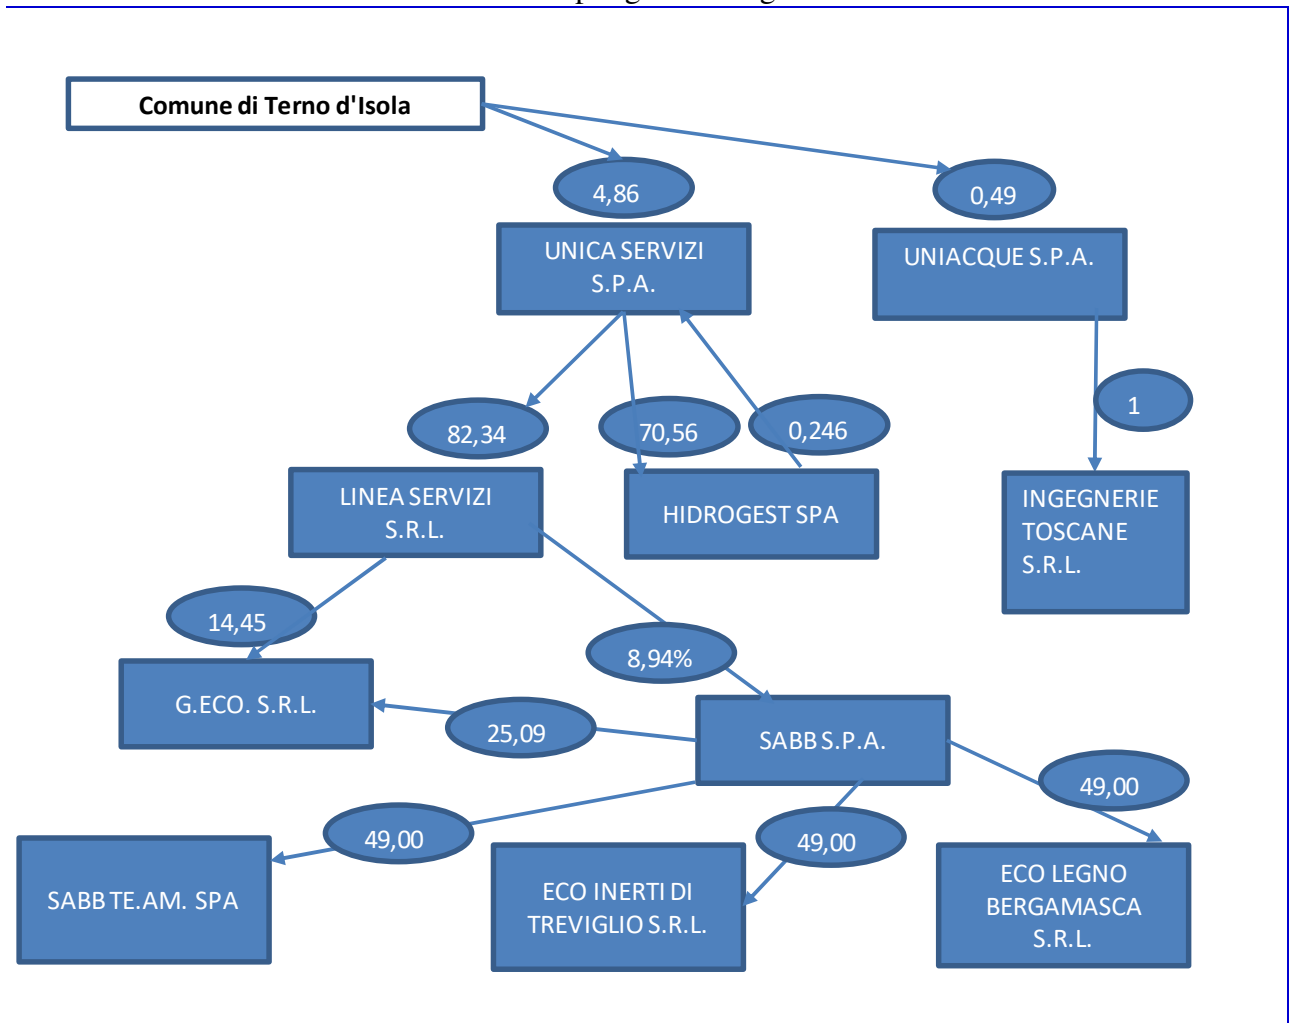 Comune di Terno d'Isola
4,86
0,49
UNICA SERVIZI
S.P.A.
UNIACQUE S.P.A.
82,34
70,56
0,246
1
LINEA SERVIZI
S.R.L.
HIDROGEST SPA
INGEGNERIE
TOSCANE
S.R.L.
14,45
8,94%
G.ECO. S.R.L.
25,09
SABB S.P.A.
49,00
49,00
49,00
SABB TE.AM. SPA
ECO INERTI DI
TREVIGLIO S.R.L.
ECO LEGNO
BERGAMASCA
S.R.L.